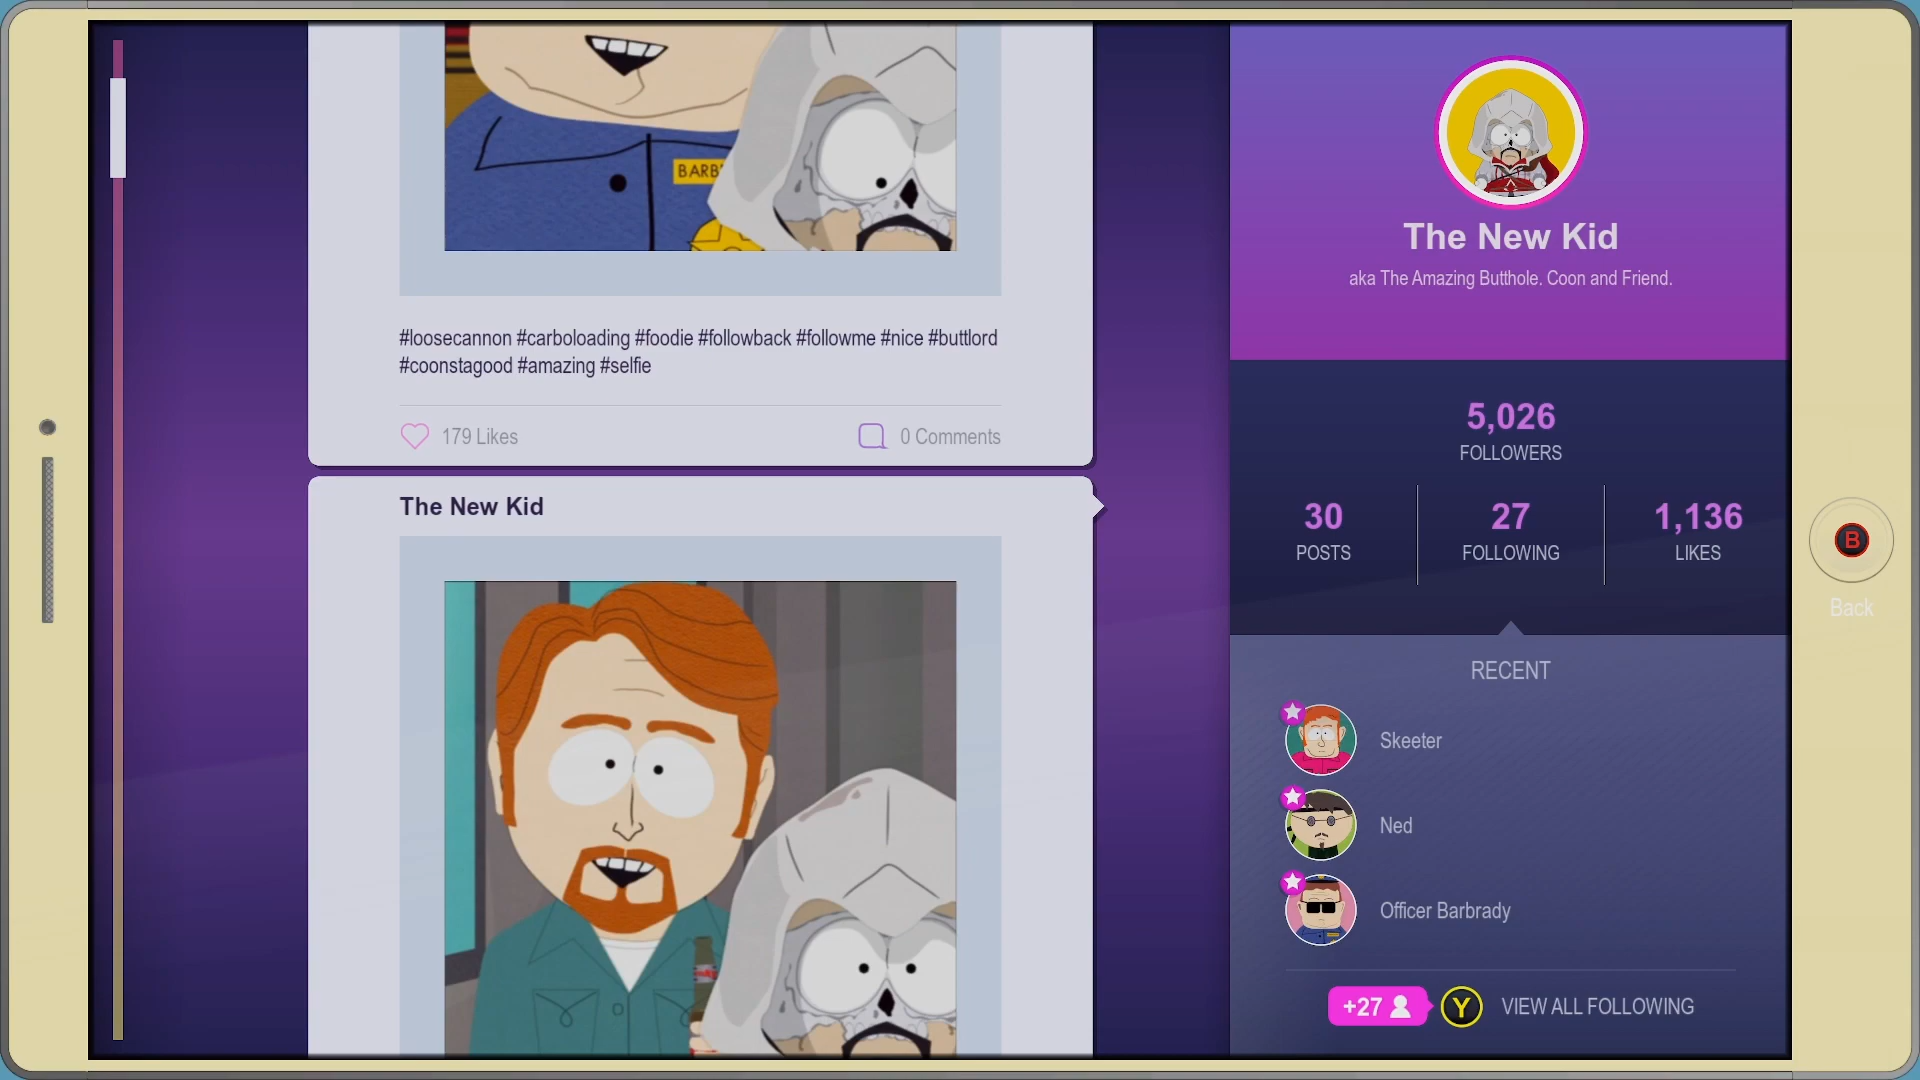 BARB
#loosecannon #carboloading #foodie #followback #followme #nice #buttlord
#coonstagood #amazing #selfie
179 Likes
0 Comments
The New Kid
The New Kid
aka The Amazing Butthole. Coon and Friend.
5,026
FOLLOWERS
30
POSTS
27
FOLLOWING
1,136
LIKES
RECENT
Skeeter
Ned
Officer Barbrady
+27
Y
VIEW ALL FOLLOWING
B
Back